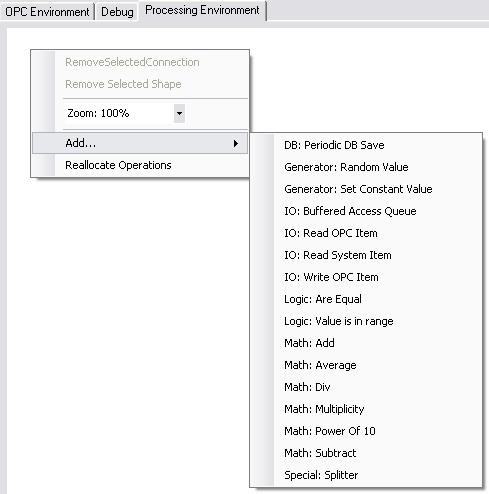 OPC Environment Debug Processing Environment
RemoveSelectedConnection
Remove Selected Shape
Zoom: 100%
Add...
Reallocate Operations
DB: Periodic DB Save
Generator: Random Value
Generator: Set Constant Value
IO: Buffered Access Queue
IO: Read OPC Item
IO: Read System Item
IO: Write OPC Item
Logic: Are Equal
Logic: Value is in range
Math: Add
Math: Average
Math: Div
Math: Multiplicity
Math: Power Of 10
Math: Subtract
Special: Splitter